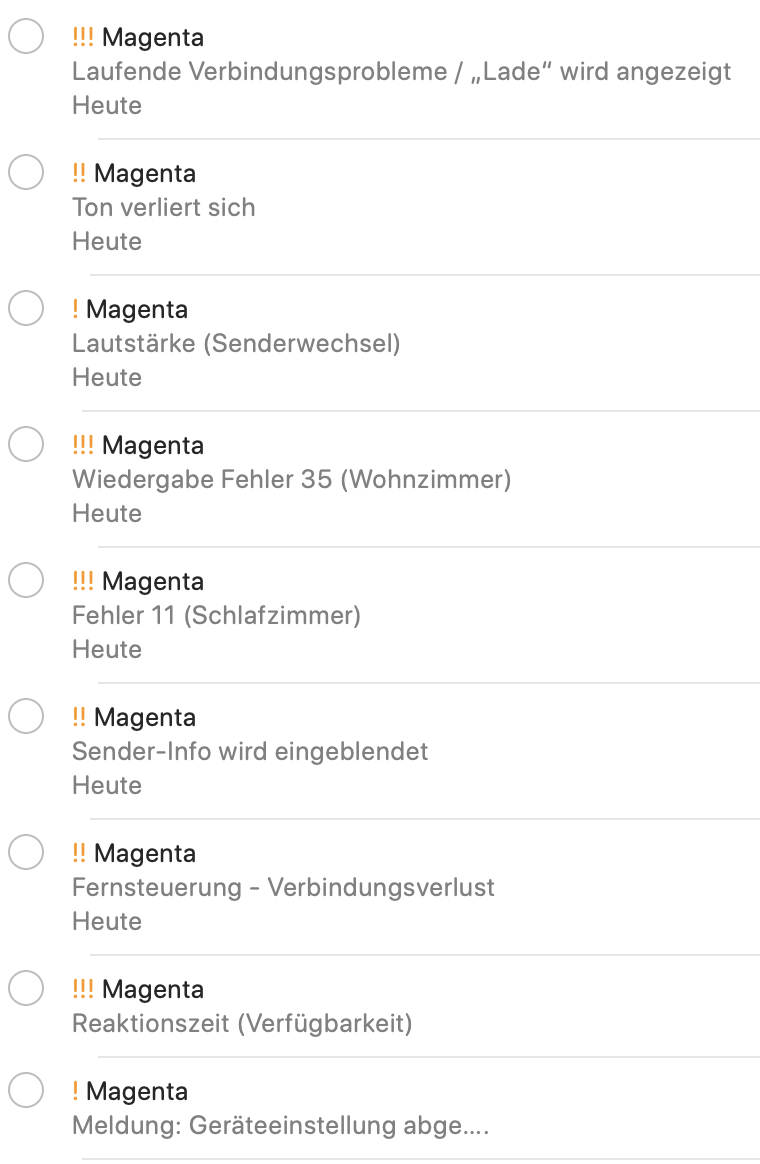 !!! Magenta
Laufende Verbindungsprobleme / „Lade“ wird angezeigt
Heute
!! Magenta
Ton verliert sich
Heute
! Magenta
Lautstärke (Senderwechsel)
Heute
!!! Magenta
Wiedergabe Fehler 35 (Wohnzimmer)
Heute
!!! Magenta
Fehler 11 (Schlafzimmer)
Heute
!! Magenta
Sender-Info wird eingeblendet
Heute
!! Magenta
Fernsteuerung - Verbindungsverlust
Heute
!!! Magenta
Reaktionszeit (Verfügbarkeit)
! Magenta
Meldung: Geräteeinstellung abge....